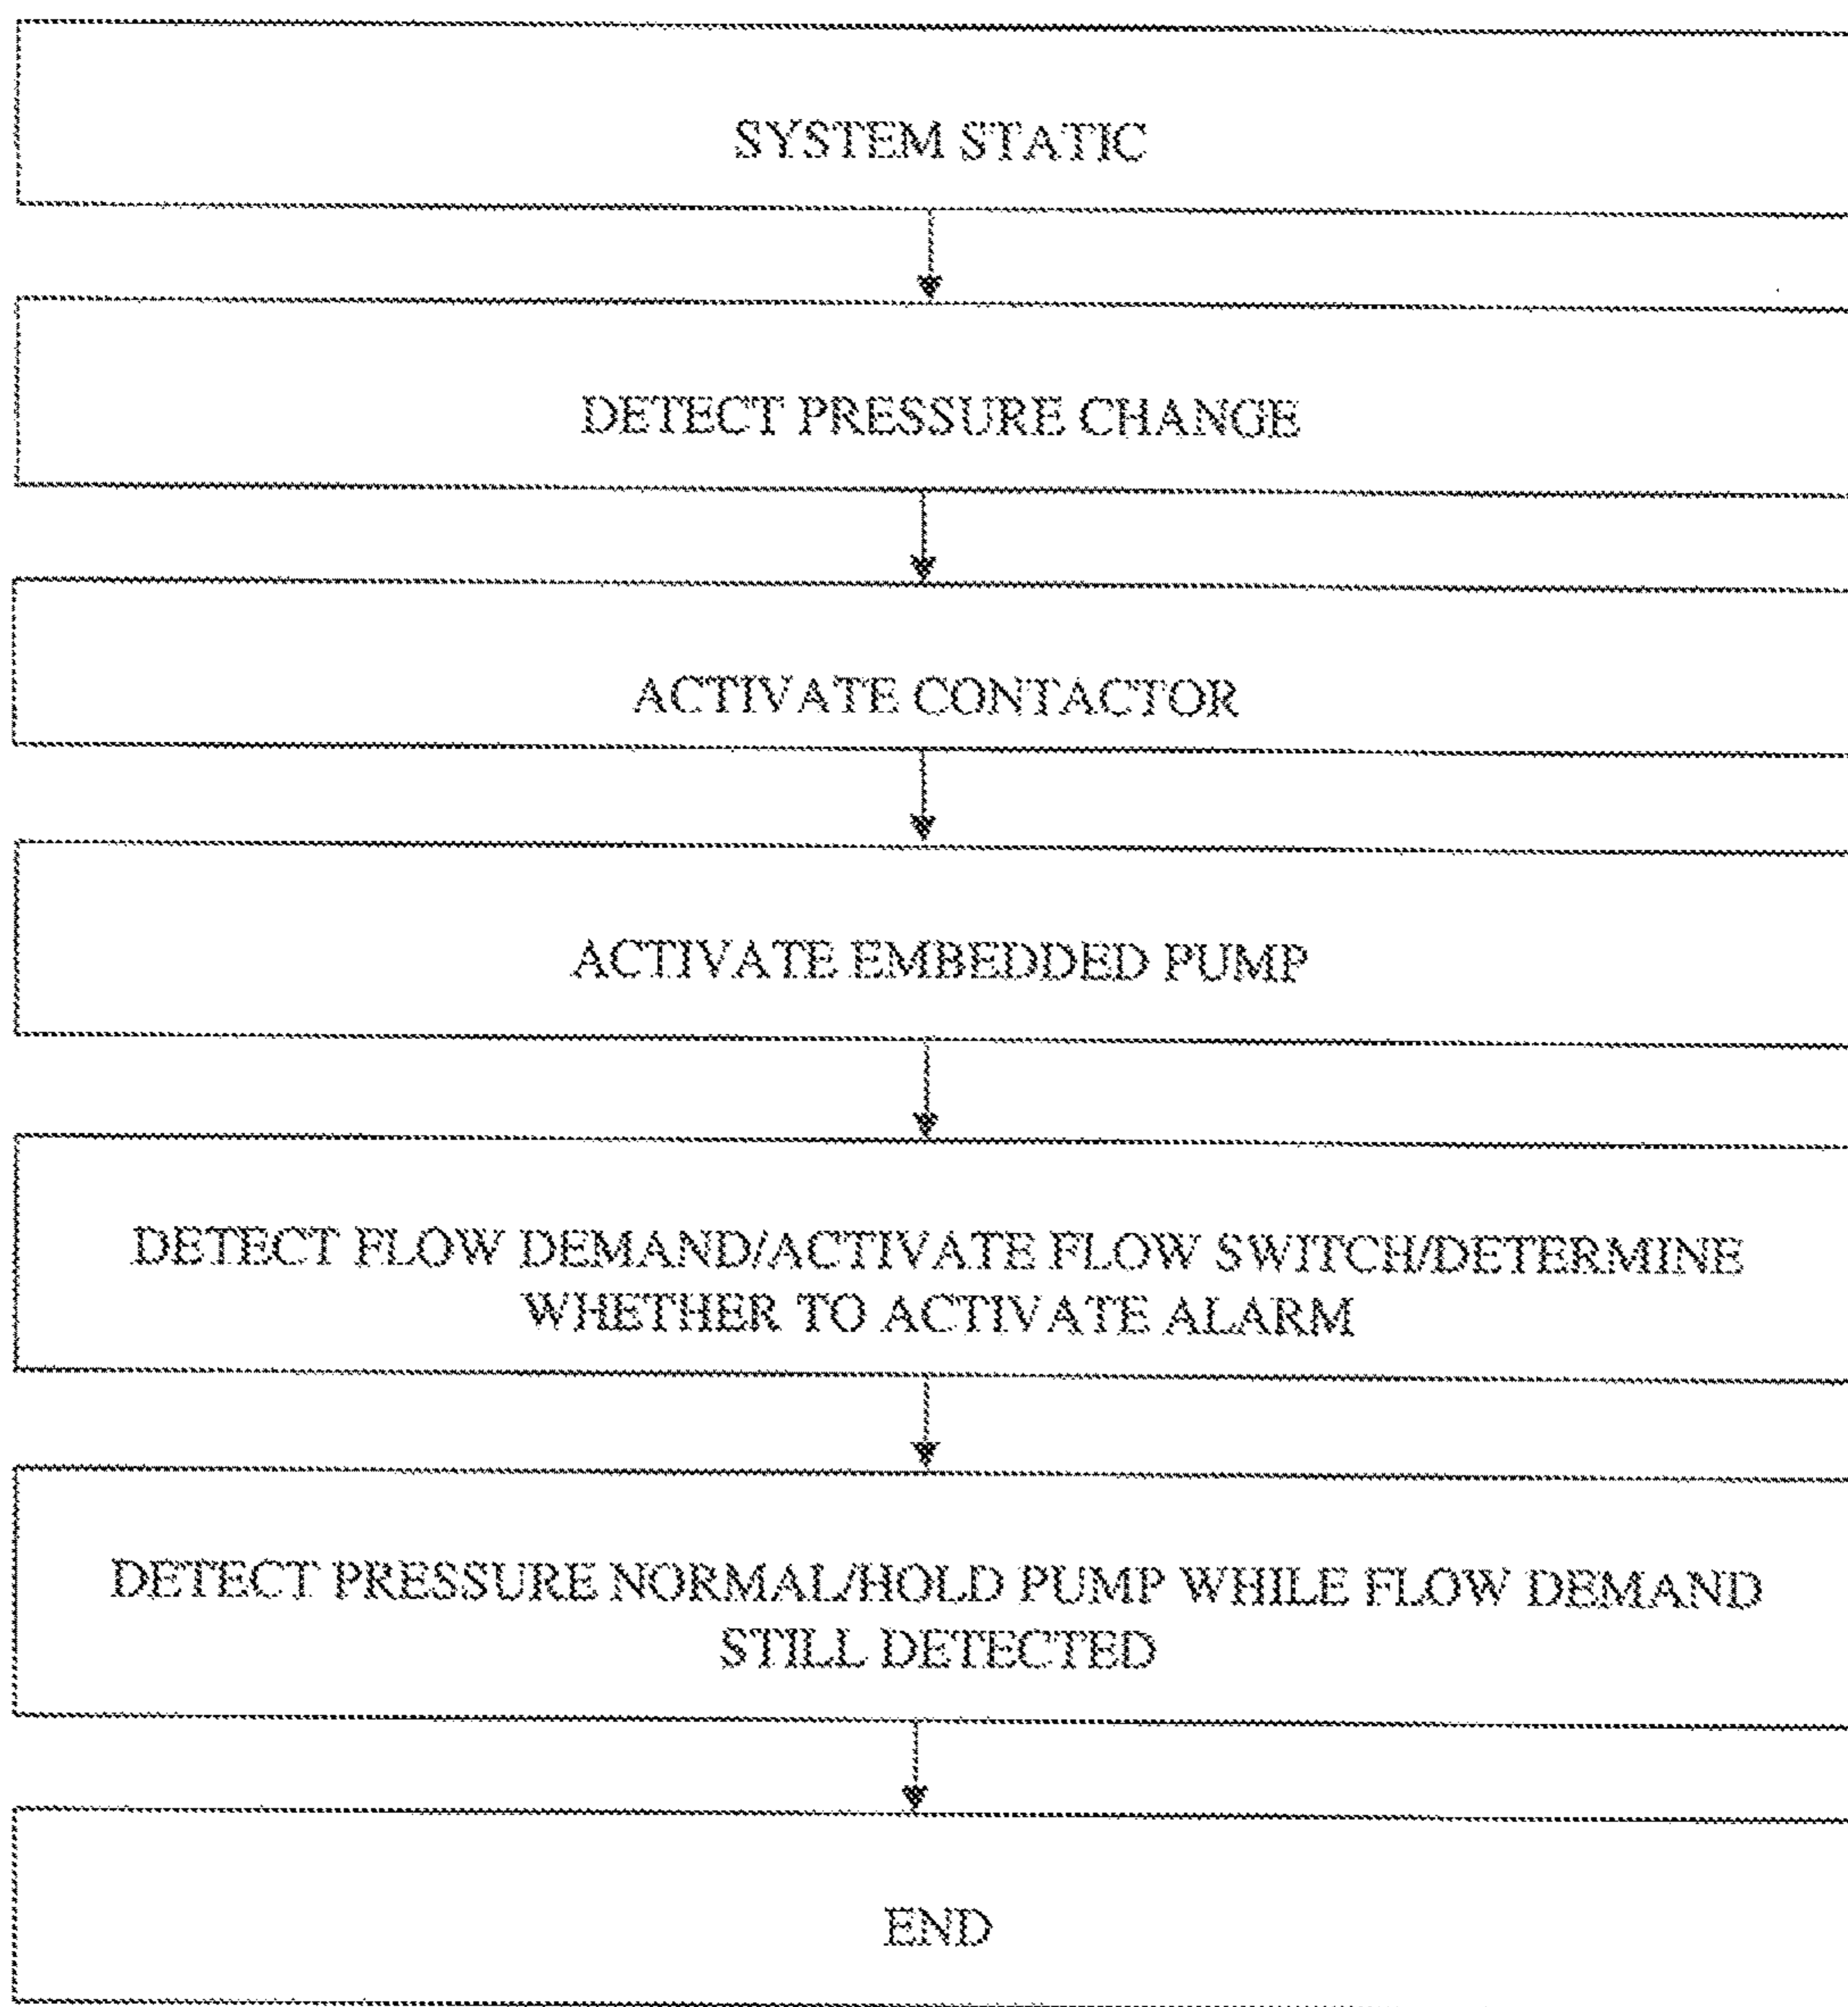 SYSTEM STATIC
DETECT PRESSURE CHANGE
ACTIVATE CONTACTOR
ACTIVATE EMBEDDED PUMP
DETECT FLOW DEMAND/ACTIVATE FLOW SWITCH/DETERMINE
WHETHER TO ACTIVATE ALARM
DETECT PRESSURE NORMAL/HOLD PUMP WHILE FLOW DEMAND
STILL DETECTED
END